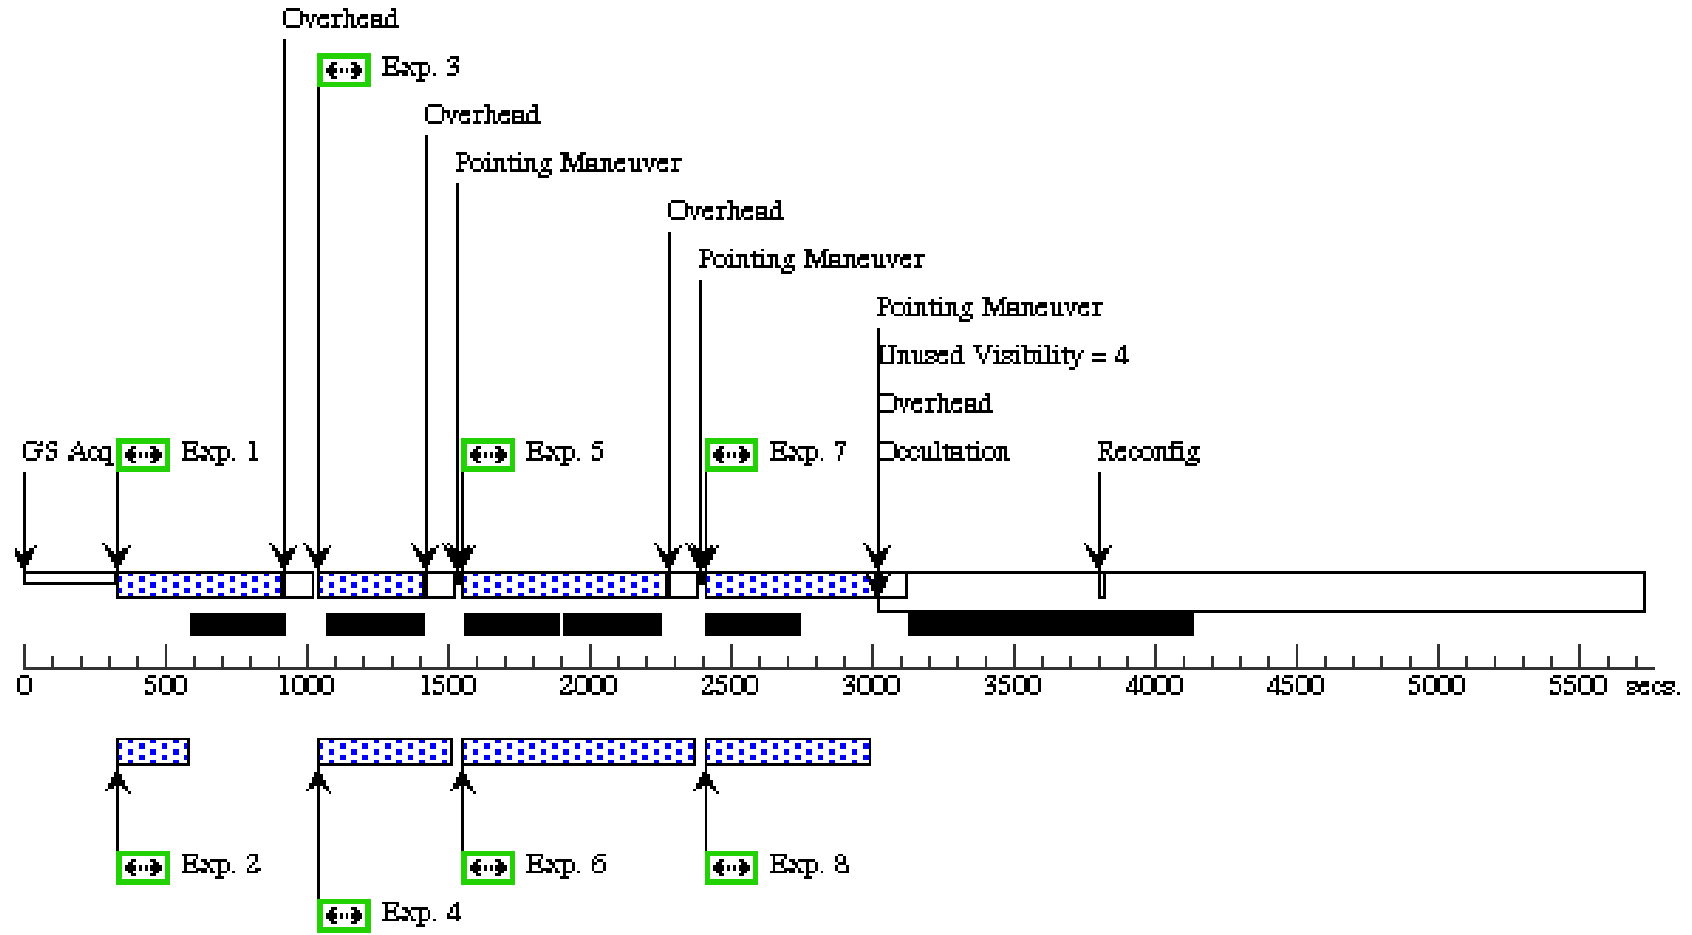 Overhead
Exp. 3
Overhead
Pointing Maneuver
Overhead
Pointing Maneuver
Pointing Maneuver
Unused Visibility = 4
Overhead
GS Acq Exp. 1 Exp. 5 Exp. 7 Occultation Reconfig
0 500 1000 1500 2000 2500 3000 3500 4000 4500 5000 5500 secs.
Exp. 2 Exp. 6 Exp. 8
Exp. 4